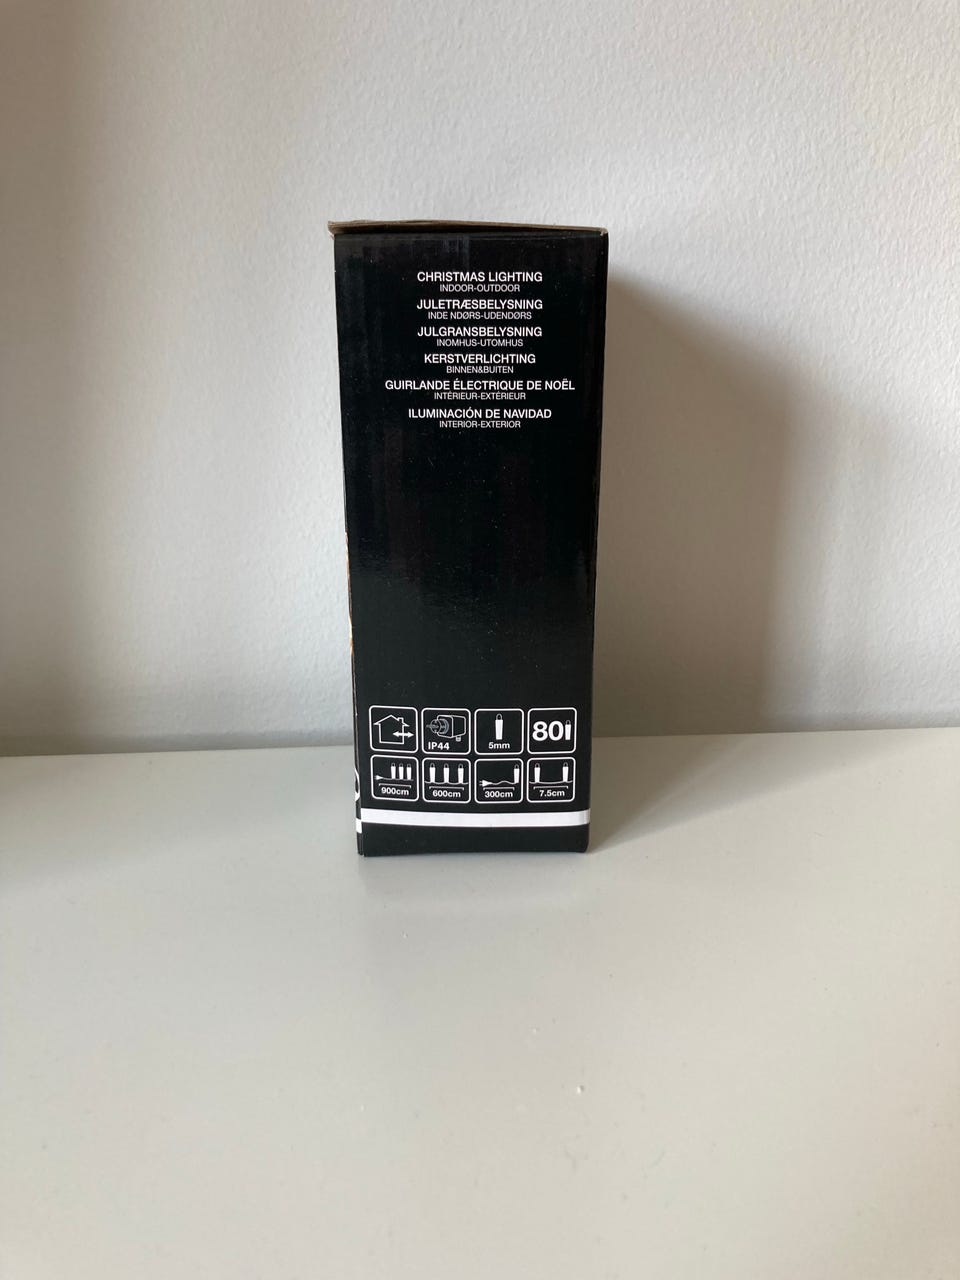 CHRISTMAS LIGHTING
INDOOR-OUTDOOR
JULETRÆSBELYSNING
INDE NDØRS-UDENDØRS
JULGRANSBELYSNING
INOMHUS-UTOMHUS
KERSTVERLICHTING
BINNEN&BUITEN
GUIRLANDE ÉLECTRIQUE DE NOËL
INTÉRIEUR-EXTÉRIEUR
ILUMINACIÓN DE NAVIDAD
INTERIOR-EXTERIOR
IP44 5mm 80
900cm 600cm 300cm 7.5cm